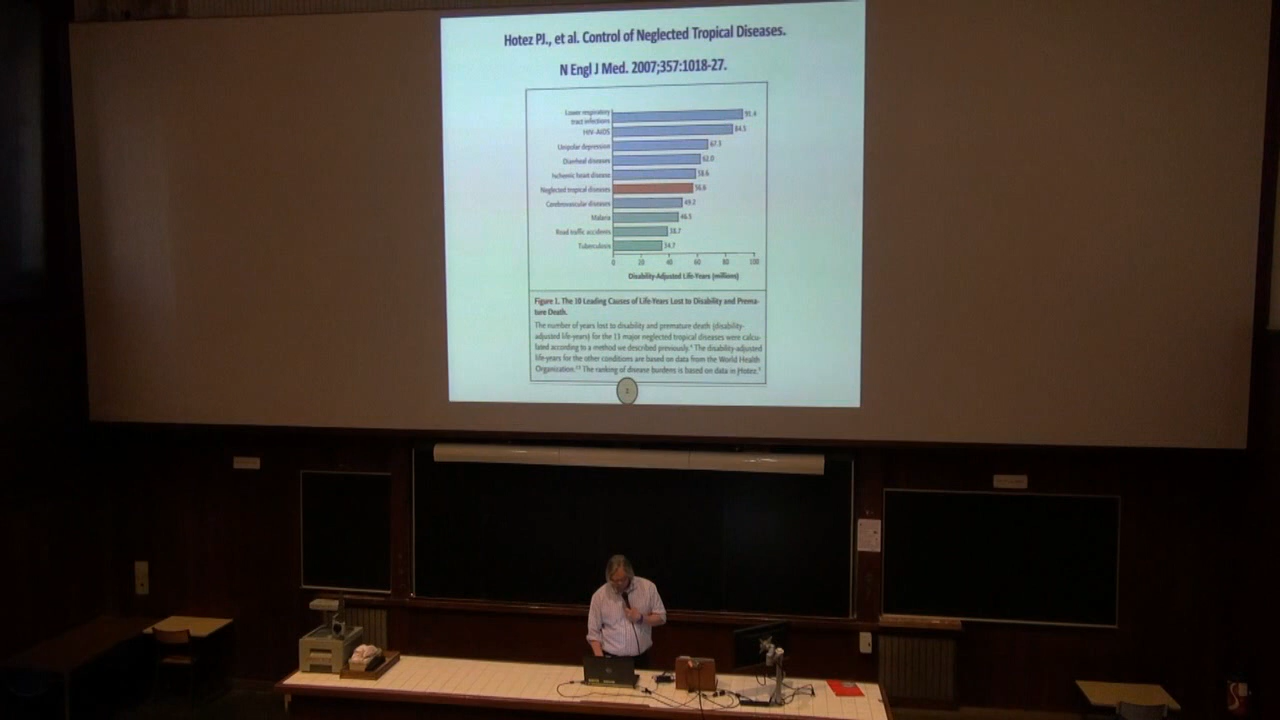 Hotez PJ., et al. Control of Neglected Tropical Diseases.
N Engl J Med. 2007;357:1018-27.
Lower respiratory
tract infections
91.4
HIV–AIDS
84.5
Unipolar depression
67.3
Diarrheal diseases
62.0
Ischemic heart disease
58.6
Neglected tropical diseases
56.6
Cerebrovascular diseases
49.2
Malaria
46.5
Road traffic accidents
38.7
Tuberculosis
34.7
0 20 40 60 80 100
Disability-Adjusted Life-Years (millions)
Figure 1. The 10 Leading Causes of Life-Years Lost to Disability and Prema-
ture Death.
The number of years lost to disability and premature death (disability-
adjusted life-years) for the 13 major neglected tropical diseases were calcu-
lated according to a method we described previously. The disability-adjusted
life-years for the other conditions are based on data from the World Health
Organization. The ranking of disease burdens is based on data in Hotez.